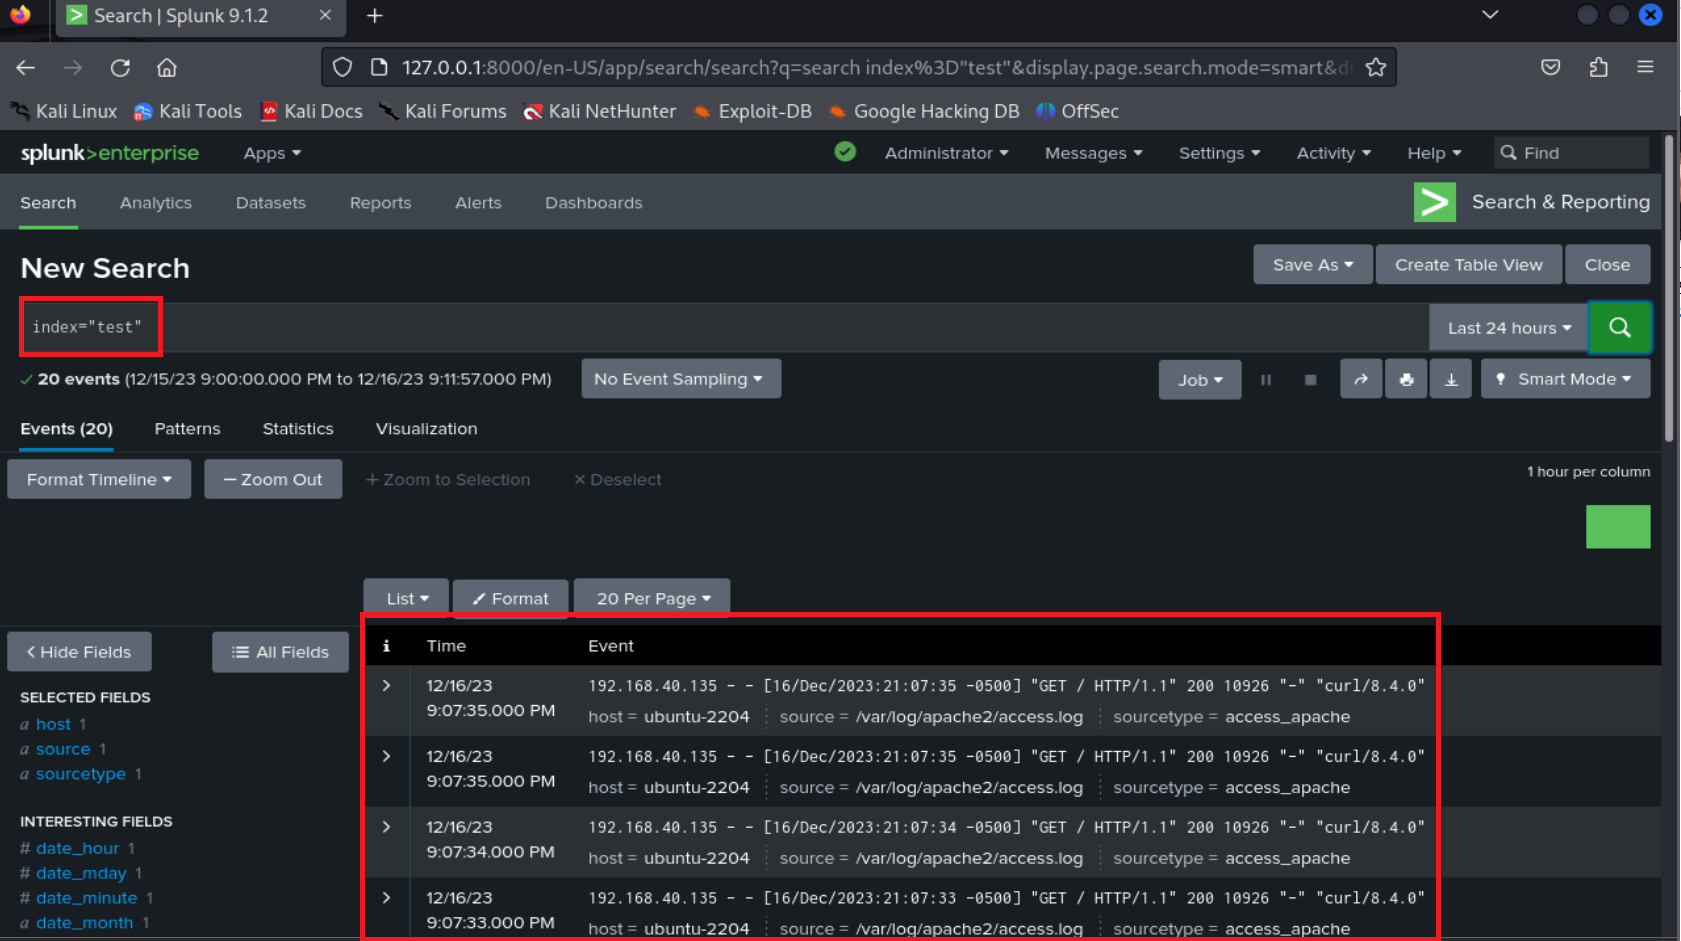 Search | Splunk 9.1.2
127.0.0.1:8000/en-US/app/search/search?q=search index%3D"test"&display.page.search.mode=smart&di
Kali Linux Kali Tools Kali Docs Kali Forums Kali NetHunter Exploit-DB Google Hacking DB OffSec
splunk>enterprise Apps Administrator Messages Settings Activity Help Find
Search Analytics Datasets Reports Alerts Dashboards Search & Reporting
New Search Save As Create Table View Close
index="test" Last 24 hours
20 events (12/15/23 9:00:00.000 PM to 12/16/23 9:11:57.000 PM) No Event Sampling Job Smart Mode
Events (20) Patterns Statistics Visualization
Format Timeline — Zoom Out + Zoom to Selection × Deselect 1 hour per column
List Format 20 Per Page
< Hide Fields All Fields
SELECTED FIELDS
a host 1
a source 1
a sourcetype 1
INTERESTING FIELDS
# date_hour 1
# date_mday 1
# date_minute 1
a date_month 1
i Time Event
12/16/23
9:07:35.000 PM
192.168.40.135 - - [16/Dec/2023:21:07:35 -0500] "GET / HTTP/1.1" 200 10926 "-" "curl/8.4.0"
host = ubuntu-2204 source = /var/log/apache2/access.log sourcetype = access_apache
12/16/23
9:07:35.000 PM
192.168.40.135 - - [16/Dec/2023:21:07:35 -0500] "GET / HTTP/1.1" 200 10926 "-" "curl/8.4.0"
host = ubuntu-2204 source = /var/log/apache2/access.log sourcetype = access_apache
12/16/23
9:07:34.000 PM
192.168.40.135 - - [16/Dec/2023:21:07:34 -0500] "GET / HTTP/1.1" 200 10926 "-" "curl/8.4.0"
host = ubuntu-2204 source = /var/log/apache2/access.log sourcetype = access_apache
12/16/23
9:07:33.000 PM
192.168.40.135 - - [16/Dec/2023:21:07:33 -0500] "GET / HTTP/1.1" 200 10926 "-" "curl/8.4.0"
host = ubuntu-2204 source = /var/log/apache2/access.log sourcetype = access_apache